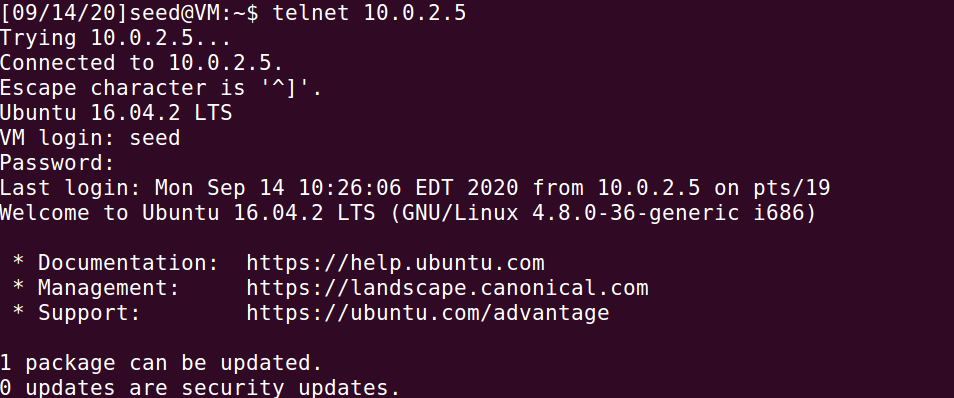 [09/14/20]seed@VM:~$ telnet 10.0.2.5
Trying 10.0.2.5...
Connected to 10.0.2.5.
Escape character is '^]'.
Ubuntu 16.04.2 LTS
VM login: seed
Password:
Last login: Mon Sep 14 10:26:06 EDT 2020 from 10.0.2.5 on pts/19
Welcome to Ubuntu 16.04.2 LTS (GNU/Linux 4.8.0-36-generic i686)

 * Documentation:  https://help.ubuntu.com
 * Management:     https://landscape.canonical.com
 * Support:        https://ubuntu.com/advantage

1 package can be updated.
0 updates are security updates.